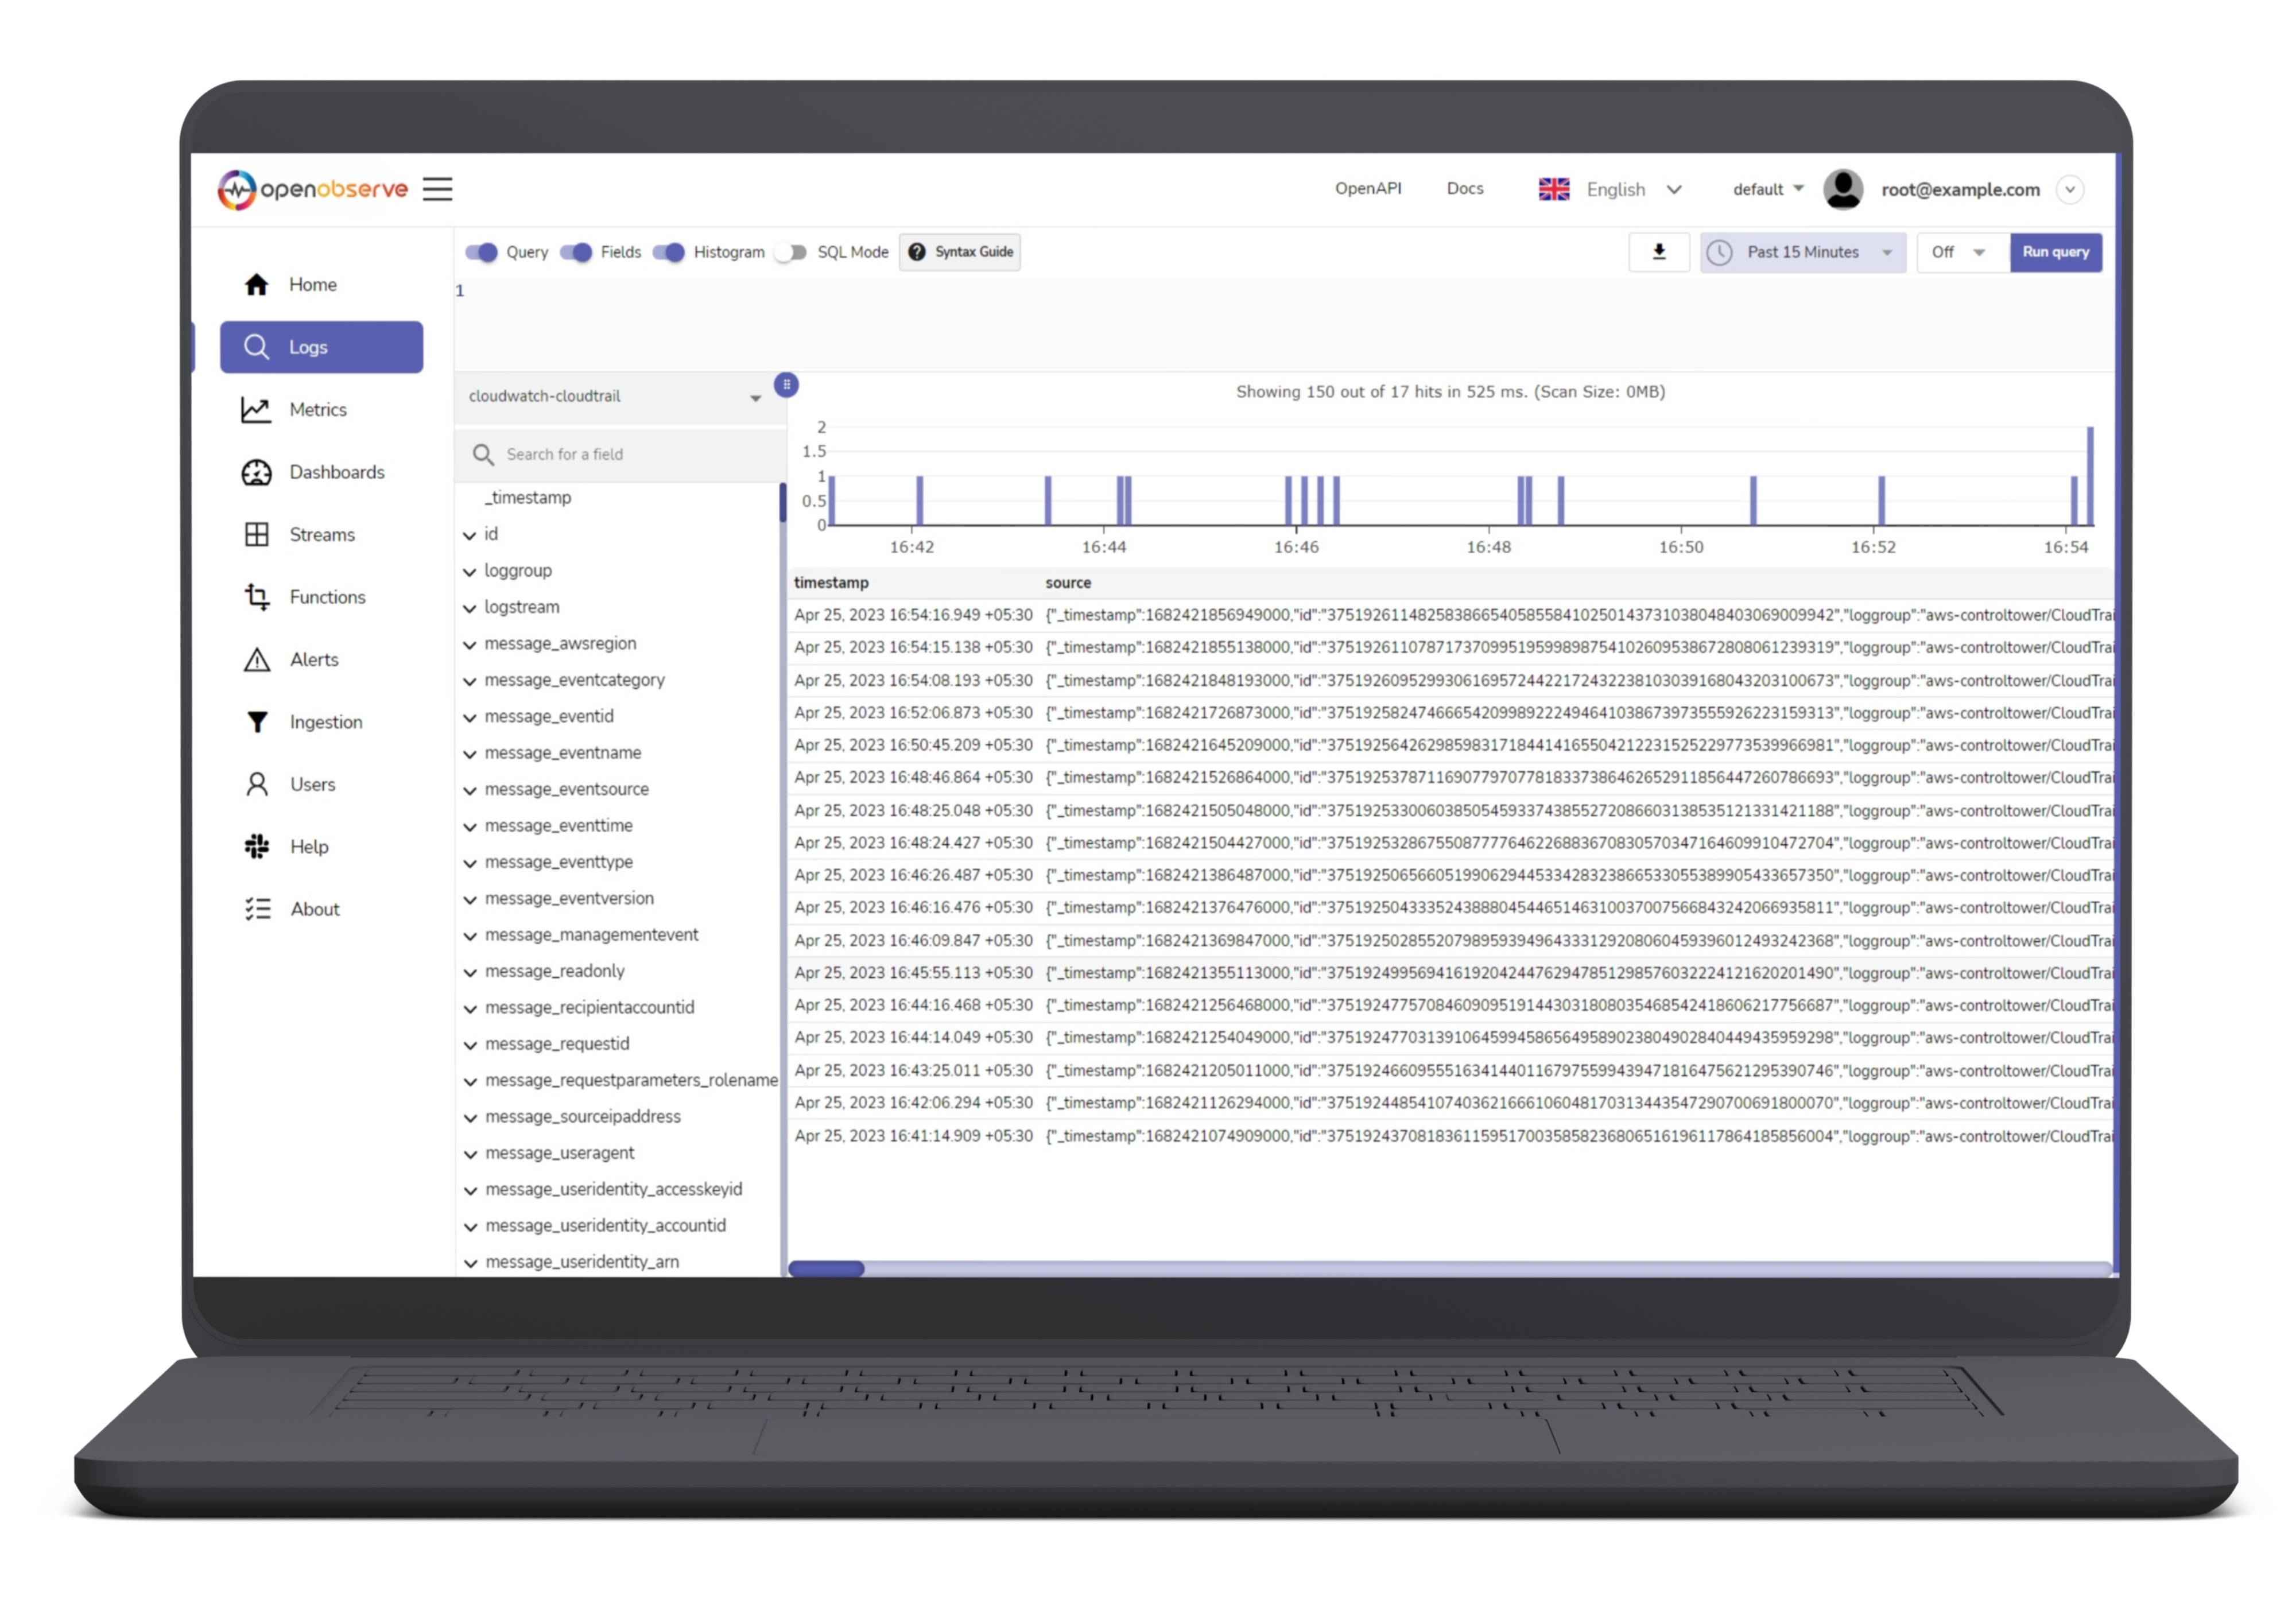 openobserve
OpenAPI Docs English default root@example.com
Query Fields Histogram SQL Mode Syntax Guide Past 15 Minutes Off Run query
Home
Logs
Metrics
Dashboards
Streams
Functions
Alerts
Ingestion
Users
Help
About
1
cloudwatch-cloudtrail
Search for a field
_timestamp
id
loggroup
logstream
message_awsregion
message_eventcategory
message_eventid
message_eventname
message_eventsource
message_eventtime
message_eventtype
message_eventversion
message_managementevent
message_readonly
message_recipientaccountid
message_requestid
message_requestparameters_rolename
message_sourceipaddress
message_useragent
message_useridentity_accesskeyid
message_useridentity_accountid
message_useridentity_arn
Showing 150 out of 17 hits in 525 ms. (Scan Size: 0MB)
2
1.5
1
0.5
0
16:42 16:44 16:46 16:48 16:50 16:52 16:54
timestamp source
Apr 25, 2023 16:54:16.949 +05:30 {"_timestamp":1682421856949000,"id":"37519261148258386654058558410250143731038048403069009942","loggroup":"aws-controltower/CloudTrai
Apr 25, 2023 16:54:15.138 +05:30 {"_timestamp":1682421855138000,"id":"37519261107871737099519599898754102609538672808061239319","loggroup":"aws-controltower/CloudTrai
Apr 25, 2023 16:54:08.193 +05:30 {"_timestamp":1682421848193000,"id":"37519260952993061695724422172432238103039168043203100673","loggroup":"aws-controltower/CloudTrai
Apr 25, 2023 16:52:06.873 +05:30 {"_timestamp":1682421726873000,"id":"37519258247466654209989222494641038673973555926223159313","loggroup":"aws-controltower/CloudTrai
Apr 25, 2023 16:50:45.209 +05:30 {"_timestamp":1682421645209000,"id":"37519256426298598317184414165504212231525229773539966981","loggroup":"aws-controltower/CloudTrai
Apr 25, 2023 16:48:46.864 +05:30 {"_timestamp":1682421526864000,"id":"37519253787116907797077818337386462652911856447260786693","loggroup":"aws-controltower/CloudTrai
Apr 25, 2023 16:48:25.048 +05:30 {"_timestamp":1682421505048000,"id":"37519253300603850545933743855272086603138535121331421188","loggroup":"aws-controltower/CloudTrai
Apr 25, 2023 16:48:24.427 +05:30 {"_timestamp":1682421504427000,"id":"37519253286755087777646226883670830570347164609910472704","loggroup":"aws-controltower/CloudTrai
Apr 25, 2023 16:46:26.487 +05:30 {"_timestamp":1682421386487000,"id":"37519250656605199062944533428323866533055389905433657350","loggroup":"aws-controltower/CloudTrai
Apr 25, 2023 16:46:16.476 +05:30 {"_timestamp":1682421376476000,"id":"37519250433352438880454465146310037007566843242066935811","loggroup":"aws-controltower/CloudTrai
Apr 25, 2023 16:46:09.847 +05:30 {"_timestamp":1682421369847000,"id":"37519250285520798959394964333129208060459396012493242368","loggroup":"aws-controltower/CloudTrai
Apr 25, 2023 16:45:55.113 +05:30 {"_timestamp":1682421355113000,"id":"37519249956941619204244762947851298576032224121620201490","loggroup":"aws-controltower/CloudTrai
Apr 25, 2023 16:44:16.468 +05:30 {"_timestamp":1682421256468000,"id":"37519247757084609095191443031808035468542418606217756687","loggroup":"aws-controltower/CloudTrai
Apr 25, 2023 16:44:14.049 +05:30 {"_timestamp":1682421254049000,"id":"37519247703139106459945865649589023804902840449435959298","loggroup":"aws-controltower/CloudTrai
Apr 25, 2023 16:43:25.011 +05:30 {"_timestamp":1682421205011000,"id":"37519246609555163414401167975599439471816475621295390746","loggroup":"aws-controltower/CloudTrai
Apr 25, 2023 16:42:06.294 +05:30 {"_timestamp":1682421126294000,"id":"37519244854107403621666106048170313443547290700691800070","loggroup":"aws-controltower/CloudTrai
Apr 25, 2023 16:41:14.909 +05:30 {"_timestamp":1682421074909000,"id":"37519243708183611595170035858236806516196117864185856004","loggroup":"aws-controltower/CloudTrai